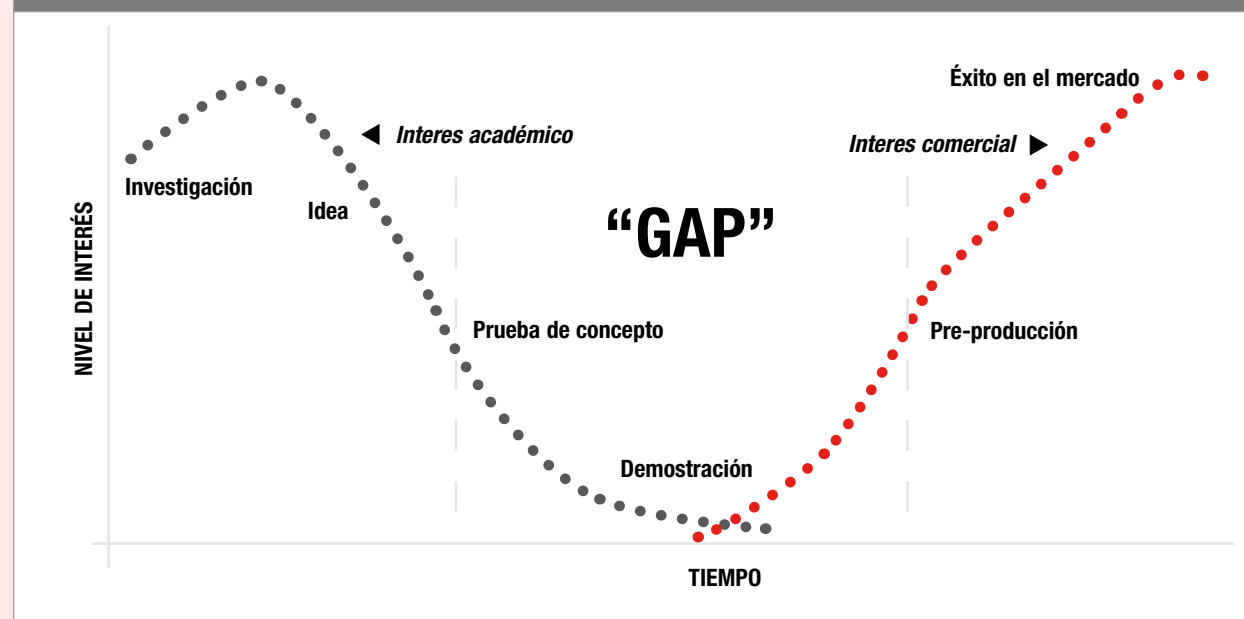 Éxito en el mercado
Interes académico
Interes comercial
Investigación
Idea
“GAP”
NIVEL DE INTERÉS
Prueba de concepto
Pre-producción
Demostración
TIEMPO